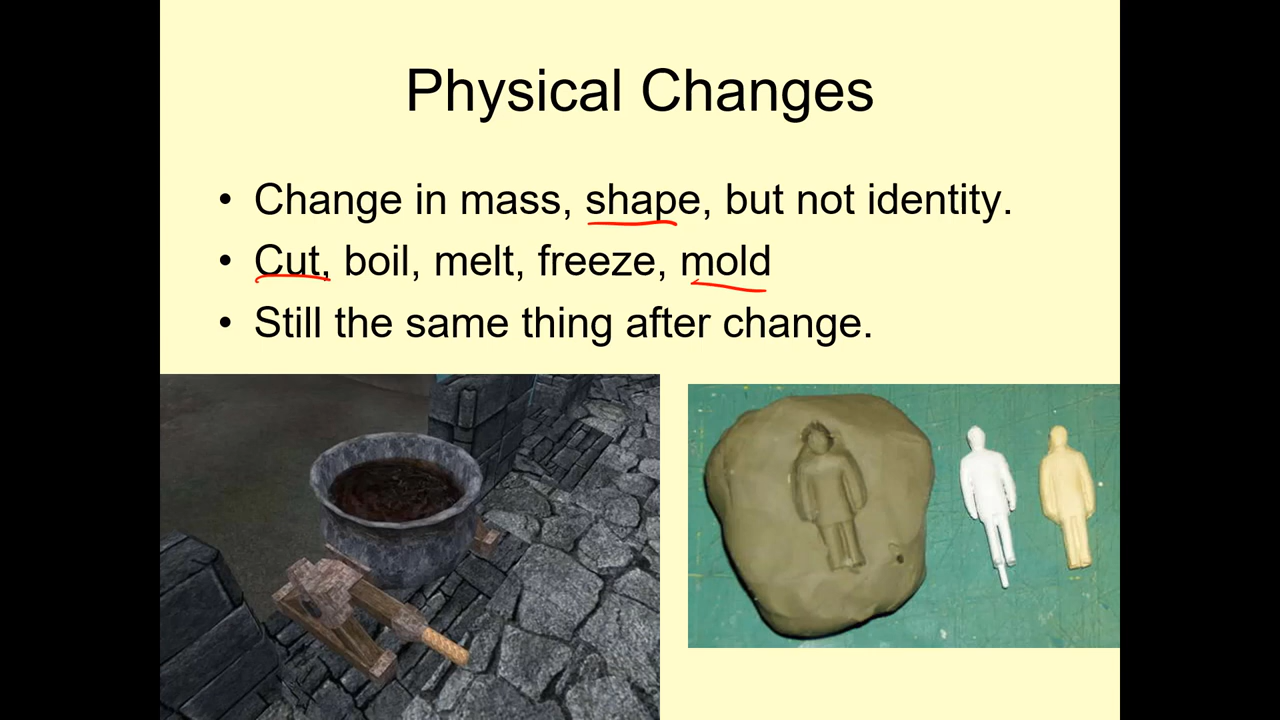 Physical Changes
• Change in mass, shape, but not identity.
• Cut, boil, melt, freeze, mold
• Still the same thing after change.